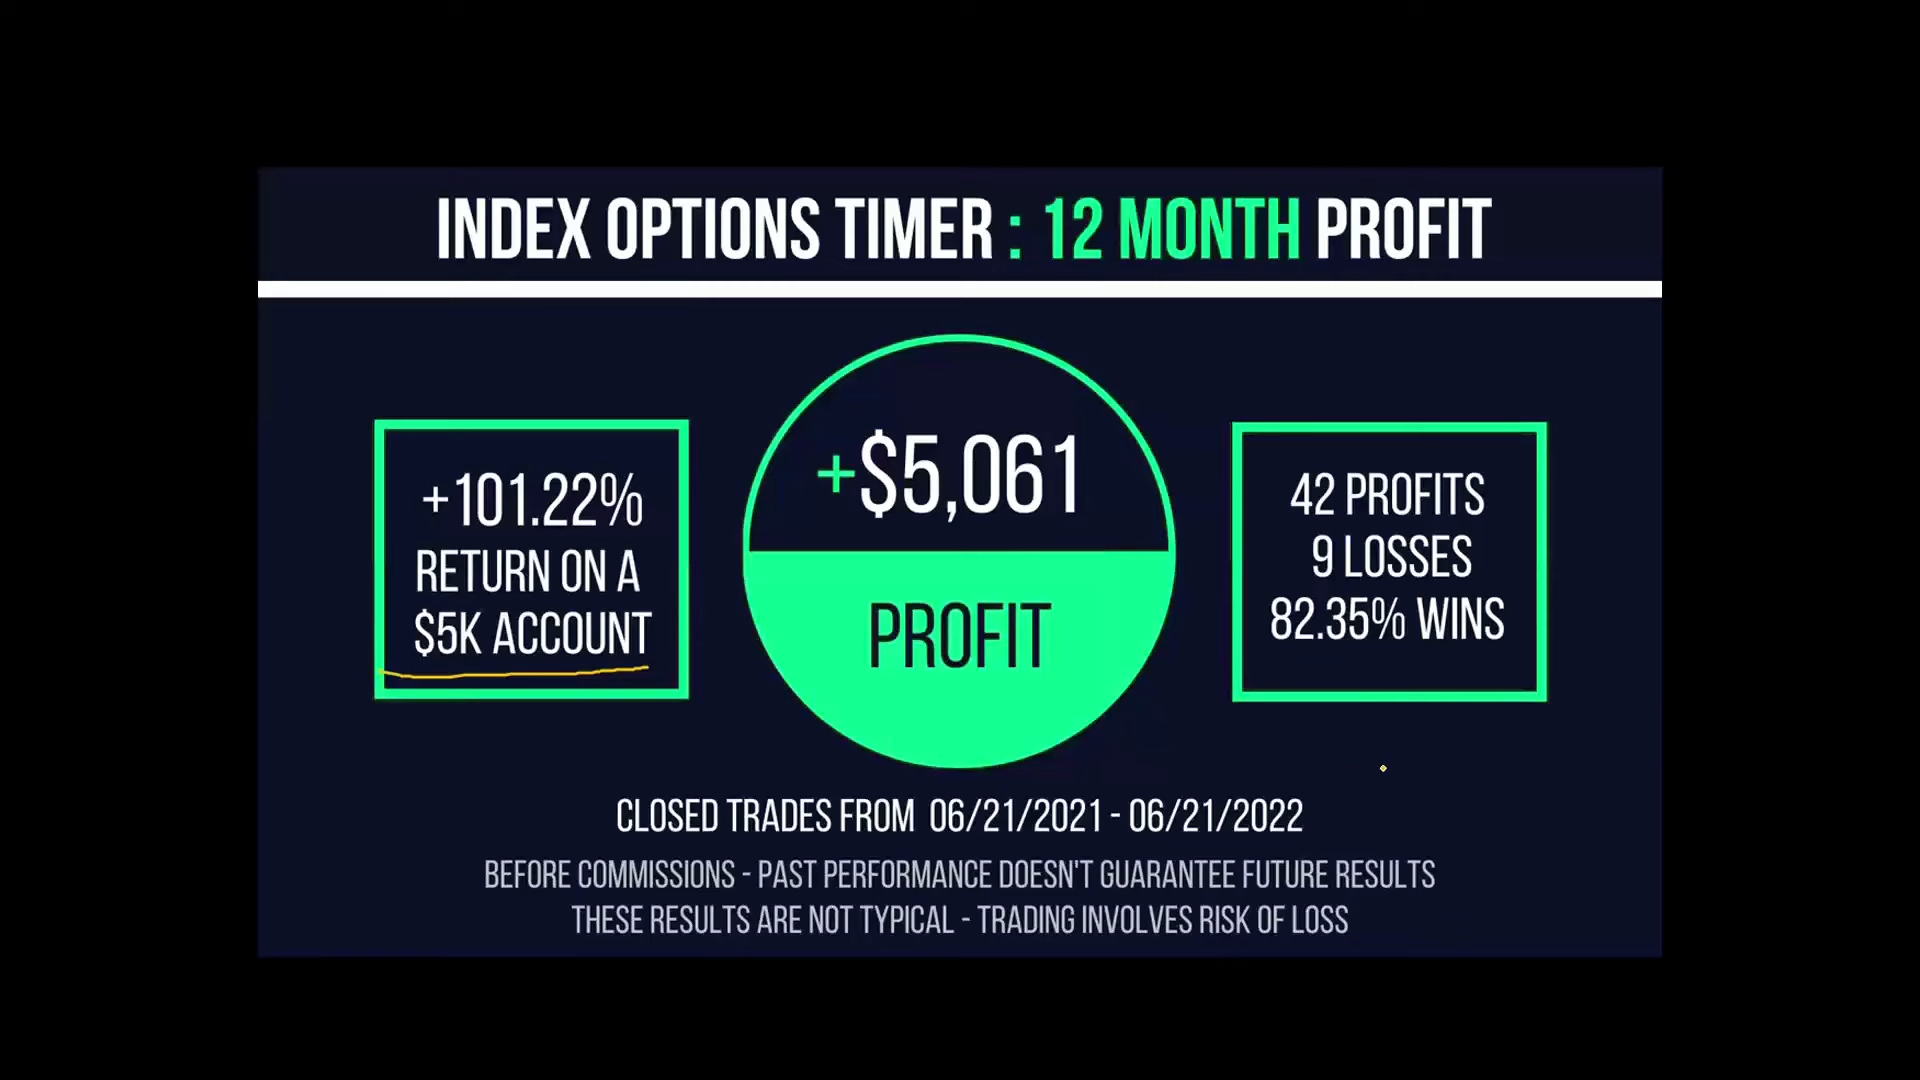 INDEX OPTIONS TIMER : 12 MONTH PROFIT
+101.22%
RETURN ON A
$5K ACCOUNT
+$5,061
PROFIT
42 PROFITS
9 LOSSES
82.35% WINS
CLOSED TRADES FROM 06/21/2021 - 06/21/2022
BEFORE COMMISSIONS - PAST PERFORMANCE DOESN'T GUARANTEE FUTURE RESULTS
THESE RESULTS ARE NOT TYPICAL - TRADING INVOLVES RISK OF LOSS